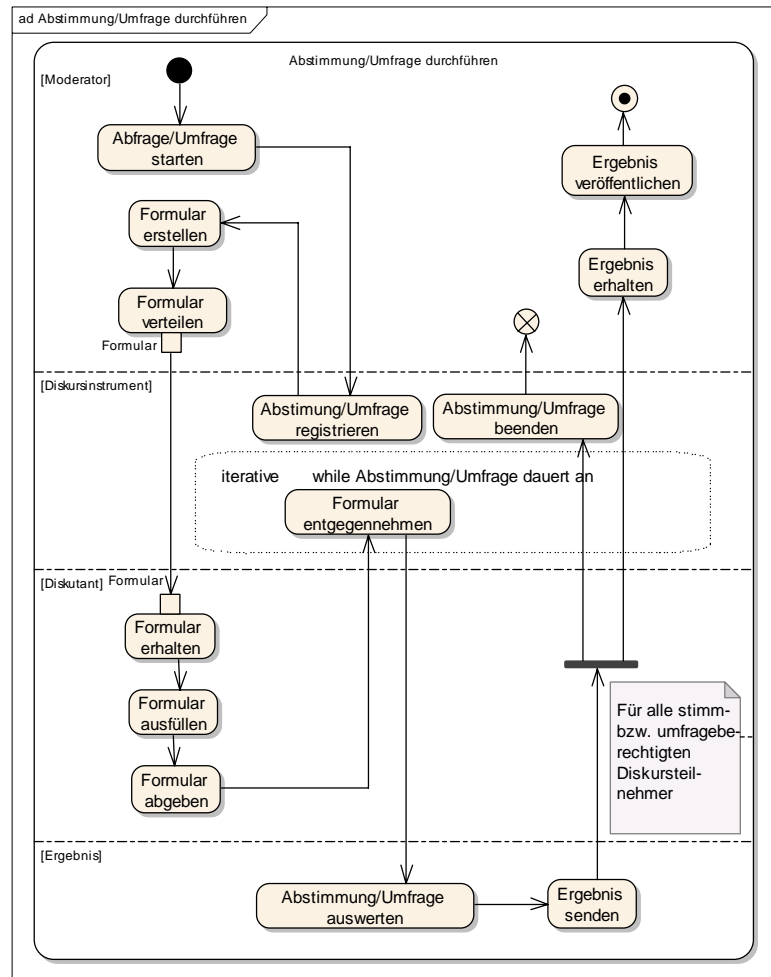 ad Abstimmung/Umfrage durchführen
Abstimmung/Umfrage durchführen
[Moderator]
Abfrage/Umfrage
starten
Ergebnis
veröffentlichen
Formular
erstellen
Ergebnis
erhalten
Formular
verteilen
Formular
[Diskursinstrument]
Abstimung/Umfrage
registrieren
Abstimmung/Umfrage
beenden
iterative while Abstimmung/Umfrage dauert an
Formular
entgegennehmen
[Diskutant]
Formular
Formular
erhalten
Formular
ausfüllen
Formular
abgeben
Für alle stimm-
bzw. umfragebe-
rechtigten
Diskursteil-
nehmer
[Ergebnis]
Abstimmung/Umfrage
auswerten
Ergebnis
senden